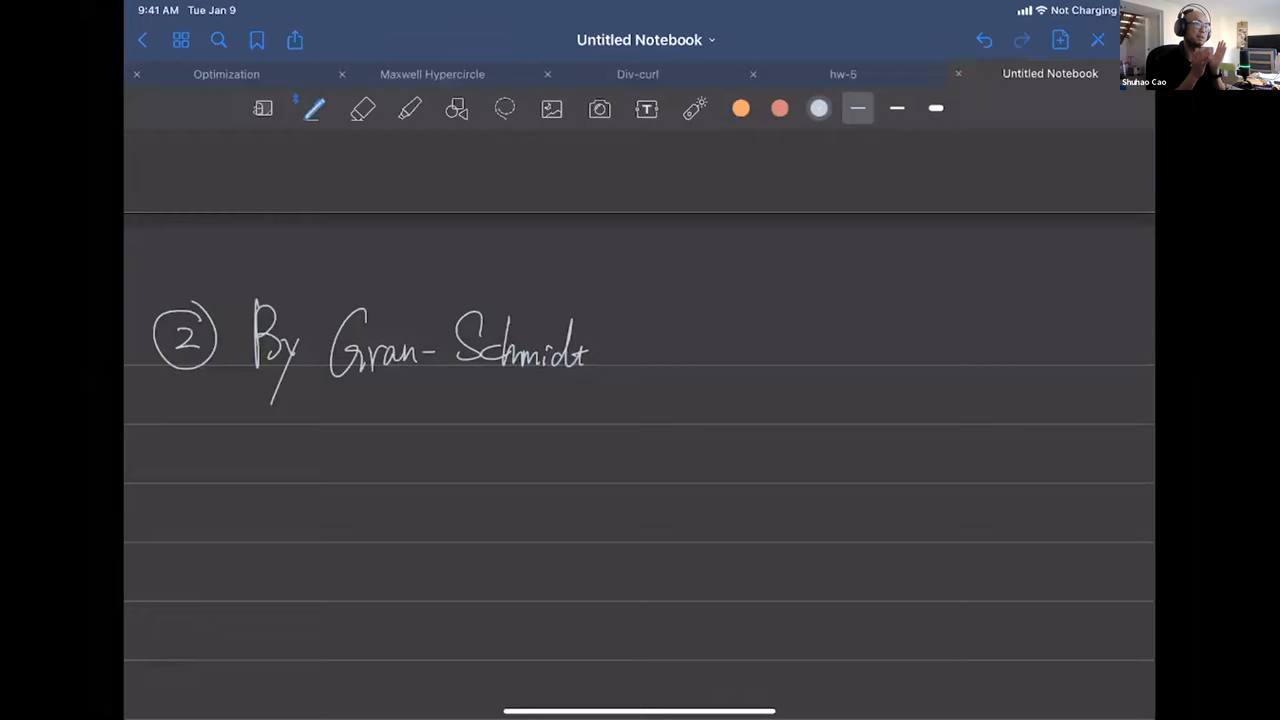 9:41 AM Tue Jan 9
Not Charging
Untitled Notebook
Optimization
Maxwell Hypercircle
Div-curl
hw-5
Untitled Notebook
Shuhao Cao
T
② By Gran-Schmidt